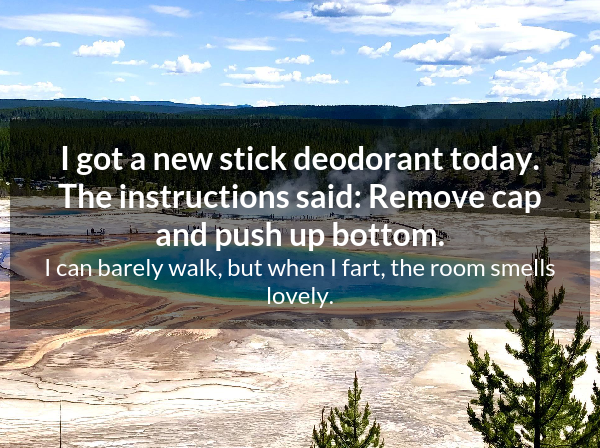 I got a new stick deodorant today.
The instructions said: Remove cap
and push up bottom.
I can barely walk, but when I fart, the room smells
lovely.